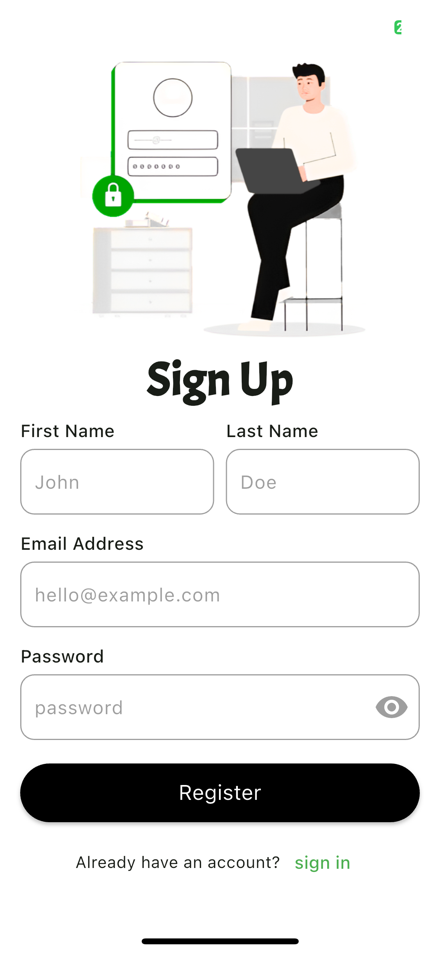 Sign Up
First Name Last Name
John Doe
Email Address
hello@example.com
Password
password
Register
Already have an account? sign in